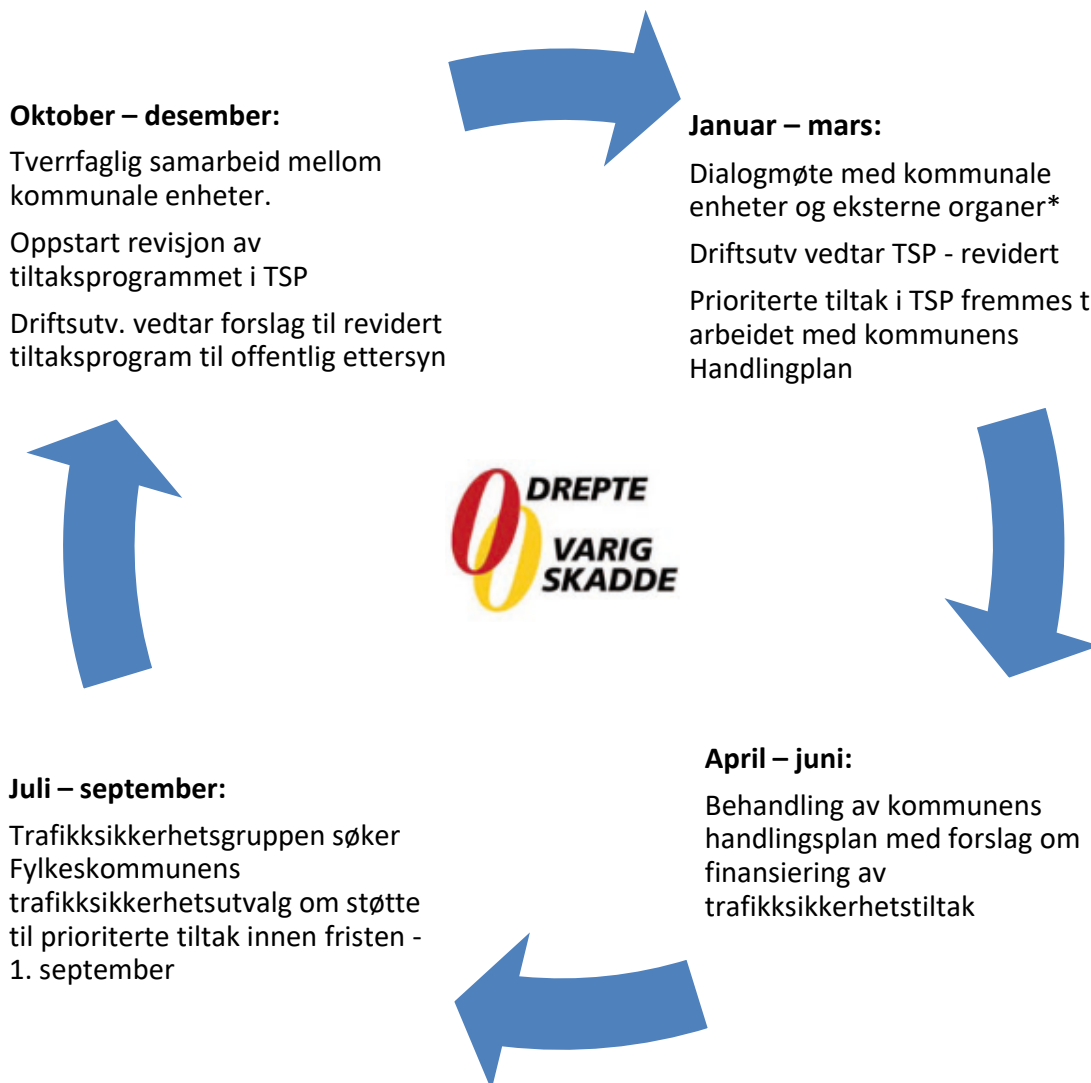 Oktober – desember:
Tverrfaglig samarbeid mellom
kommunale enheter.
Oppstart revisjon av
tiltaksprogrammet i TSP
Driftsutv. vedtar forslag til revidert
tiltaksprogram til offentlig ettersyn
Januar – mars:
Dialogmøte med kommunale
enheter og eksterne organer*
Driftsutv vedtar TSP - revidert
Prioriterte tiltak i TSP fremmes t
arbeidet med kommunens
Handlingplan
0 DREPTE
0 VARIG
SKADDE
April – juni:
Behandling av kommunens
handlingsplan med forslag om
finansiering av
trafikksikkerhetstiltak
Juli – september:
Trafikksikkerhetsgruppen søker
Fylkeskommunens
trafikksikkerhetsutvalg om støtte
til prioriterte tiltak innen fristen -
1. september